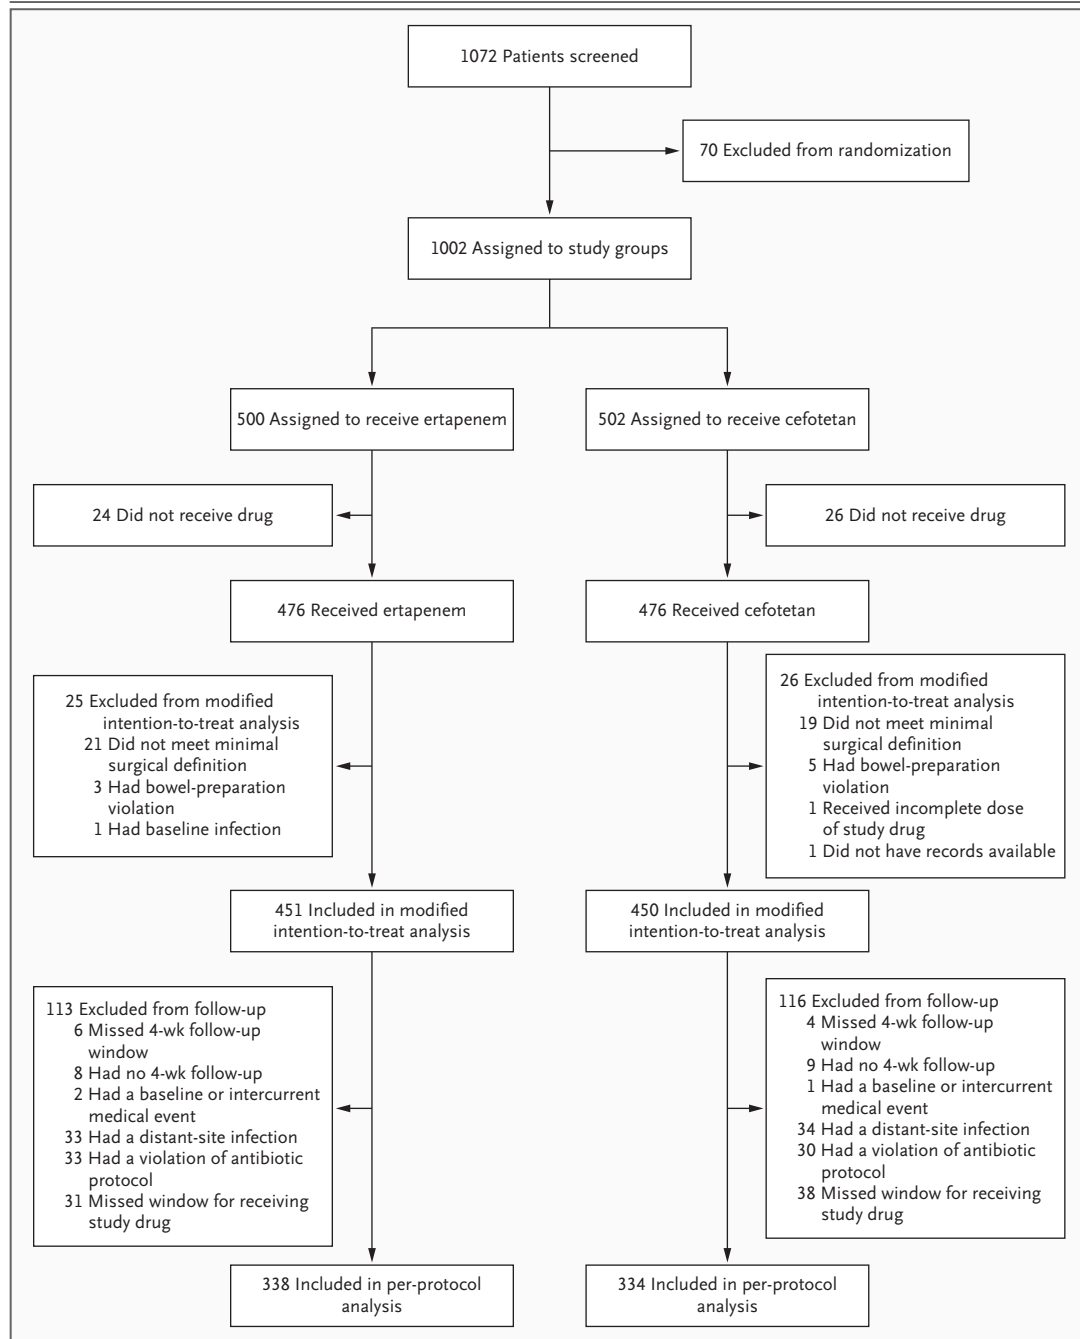 1072 Patients screened
70 Excluded from randomization
1002 Assigned to study groups
500 Assigned to receive ertapenem
502 Assigned to receive cefotetan
24 Did not receive drug
26 Did not receive drug
476 Received ertapenem
476 Received cefotetan
25 Excluded from modified
intention-to-treat analysis
21 Did not meet minimal
surgical definition
3 Had bowel-preparation
violation
1 Had baseline infection
26 Excluded from modified
intention-to-treat analysis
19 Did not meet minimal
surgical definition
5 Had bowel-preparation
violation
1 Received incomplete dose
of study drug
1 Did not have records available
451 Included in modified
intention-to-treat analysis
450 Included in modified
intention-to-treat analysis
113 Excluded from follow-up
6 Missed 4-wk follow-up
window
8 Had no 4-wk follow-up
2 Had a baseline or intercurrent
medical event
33 Had a distant-site infection
33 Had a violation of antibiotic
protocol
31 Missed window for receiving
study drug
116 Excluded from follow-up
4 Missed 4-wk follow-up
window
9 Had no 4-wk follow-up
1 Had a baseline or intercurrent
medical event
34 Had a distant-site infection
30 Had a violation of antibiotic
protocol
38 Missed window for receiving
study drug
338 Included in per-protocol
analysis
334 Included in per-protocol
analysis